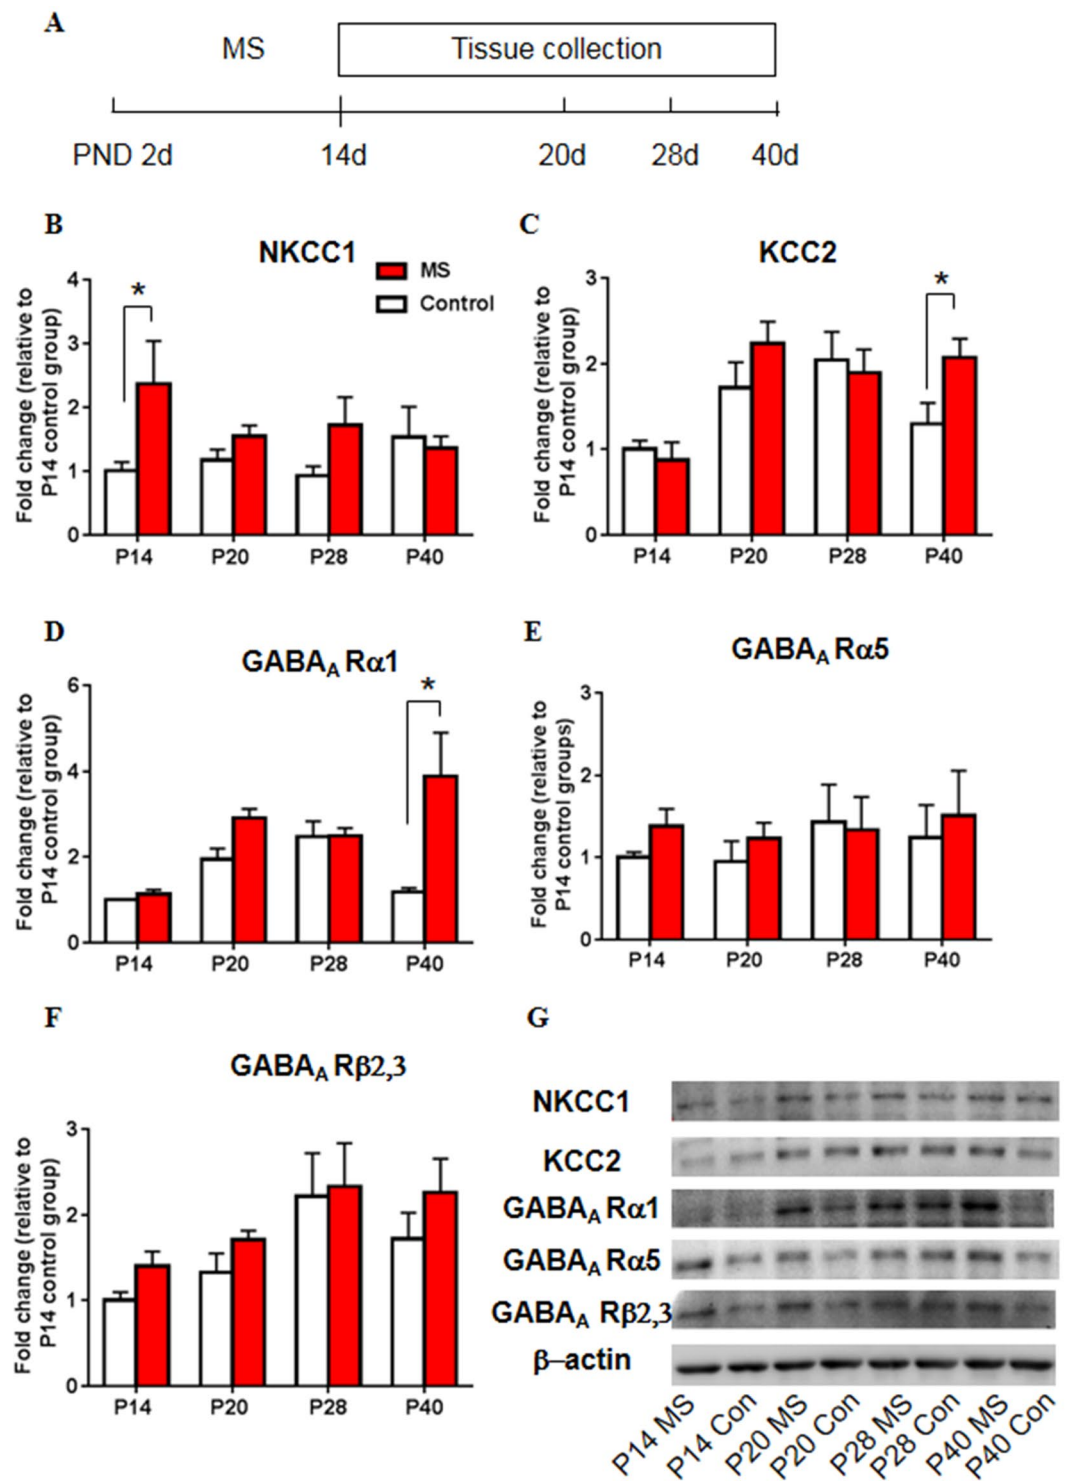 A
MS
Tissue collection
PND 2d
14d
20d
28d
40d
B
NKCC1
MS
Control
*
Fold change (relative to
P14 control group)
4
3
2
1
0
P14
P20
P28
P40
C
KCC2
*
Fold change (relative to
P14 control group)
3
2
1
0
P14
P20
P28
P40
D
GABAA Rα1
*
Fold change (relative to
P14 control group)
6
4
2
0
P14
P20
P28
P40
E
GABAA Rα5
Fold change (relative to
P14 control groups)
3
2
1
0
P14
P20
P28
P40
F
GABAA Rβ2,3
Fold change (relative to
P14 control group)
3
2
1
0
P14
P20
P28
P40
G
NKCC1
KCC2
GABAA Rα1
GABAA Rα5
GABAA Rβ2,3
β–actin
P14 MS
P14 Con
P20 MS
P20 Con
P28 MS
P28 Con
P40 MS
P40 Con